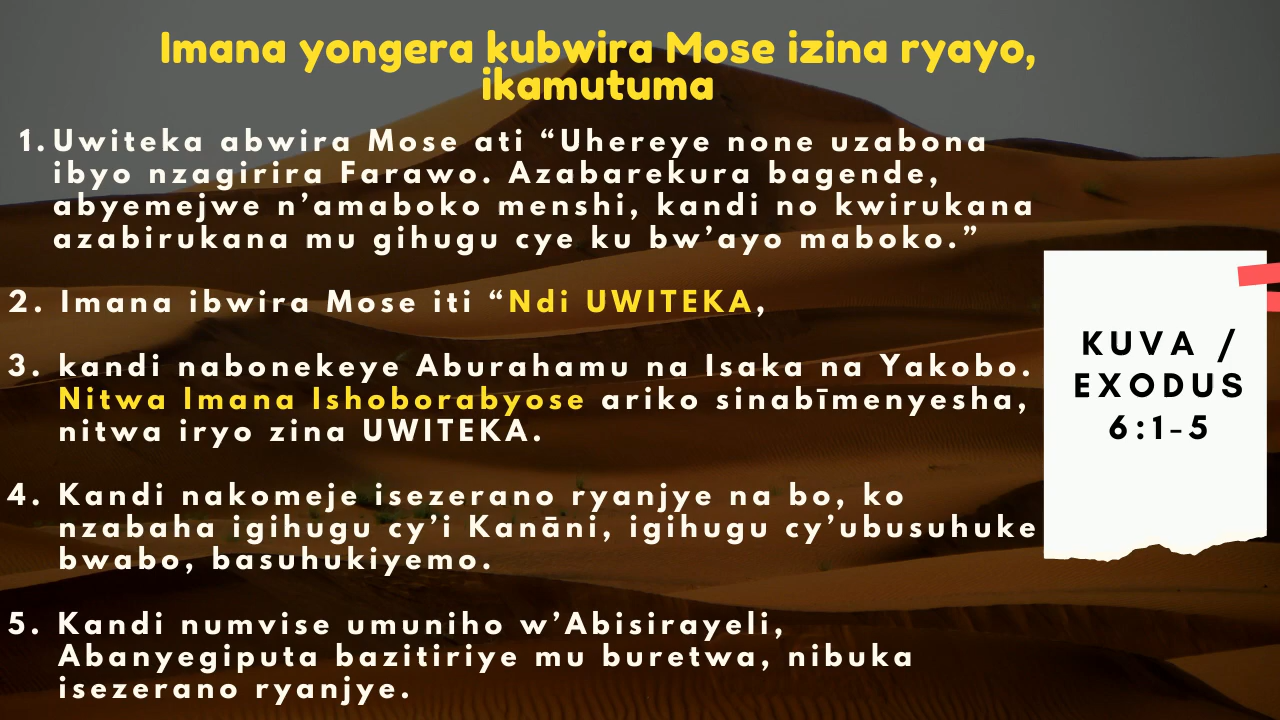 Imana yongera kubwira Mose izina ryayo,
ikamutuma
1. Uwiteka abwira Mose ati “Uhereye none uzabona
ibyo nzagirira Farawo. Azabarekura bagende,
abyemejwe n’amaboko menshi, kandi no kwirukana
azabirukana mu gihugu cye ku bw’ayo maboko.”
2. Imana ibwira Mose iti “Ndi UWITEKA,
3. kandi nabonekeye Aburahamu na Isaka na Yakobo.
Nitwa Imana Ishoborabyose ariko sinabīmenyesha,
nitwa iryo zina UWITEKA.
4. Kandi nakomeje isezerano ryanjye na bo, ko
nzabaha igihugu cy’i Kanāni, igihugu cy’ubusuhuke
bwabo, basuhukiyemo.
5. Kandi numvise umuniho w’Abisirayeli,
Abanyegiputa bazitiriye mu buretwa, nibuka
isezerano ryanjye.
KUVA /
EXODUS
6:1-5